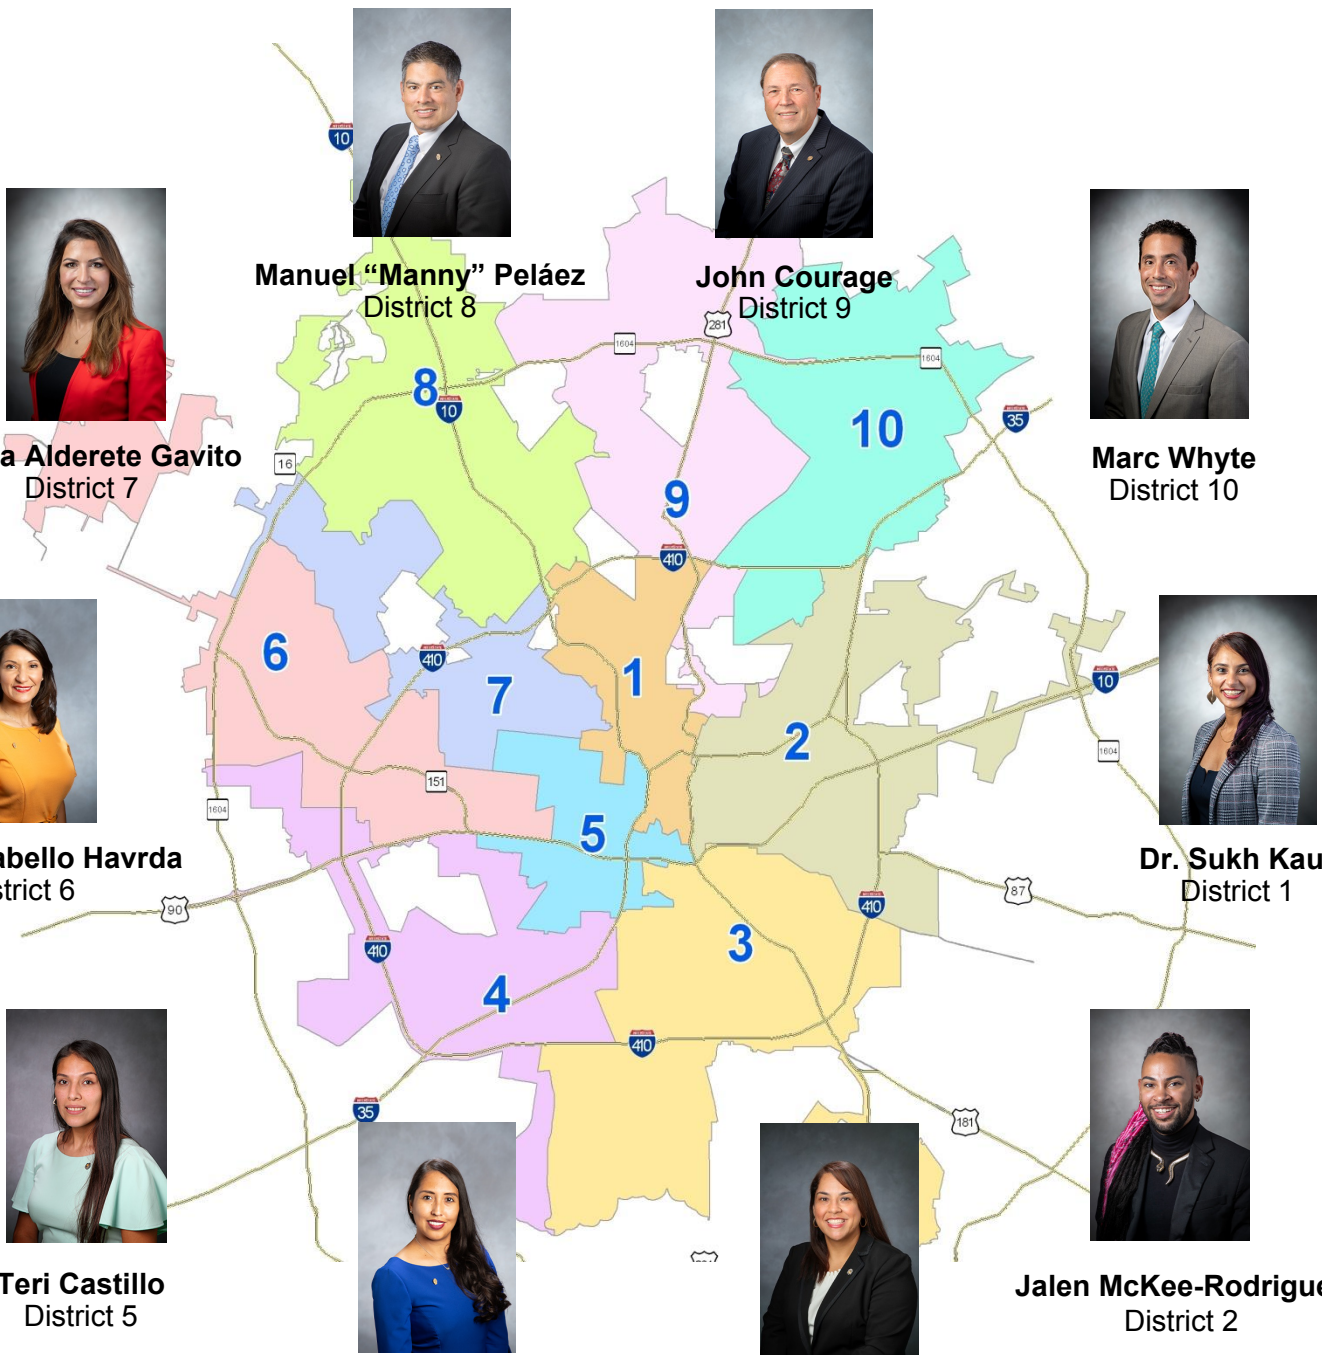 10
Manuel “Manny” Peláez
District 8
John Courage
District 9
281
1604
1604
8
10
10
35
a Alderete Gavito
District 7
16
9
Marc Whyte
District 10
410
6
410
7
1
2
10
1604
151
1604
5
abello Havrda
strict 6
90
Dr. Sukh Kau
District 1
87
410
410
3
4
410
35
181
Teri Castillo
District 5
Jalen McKee-Rodrigue
District 2